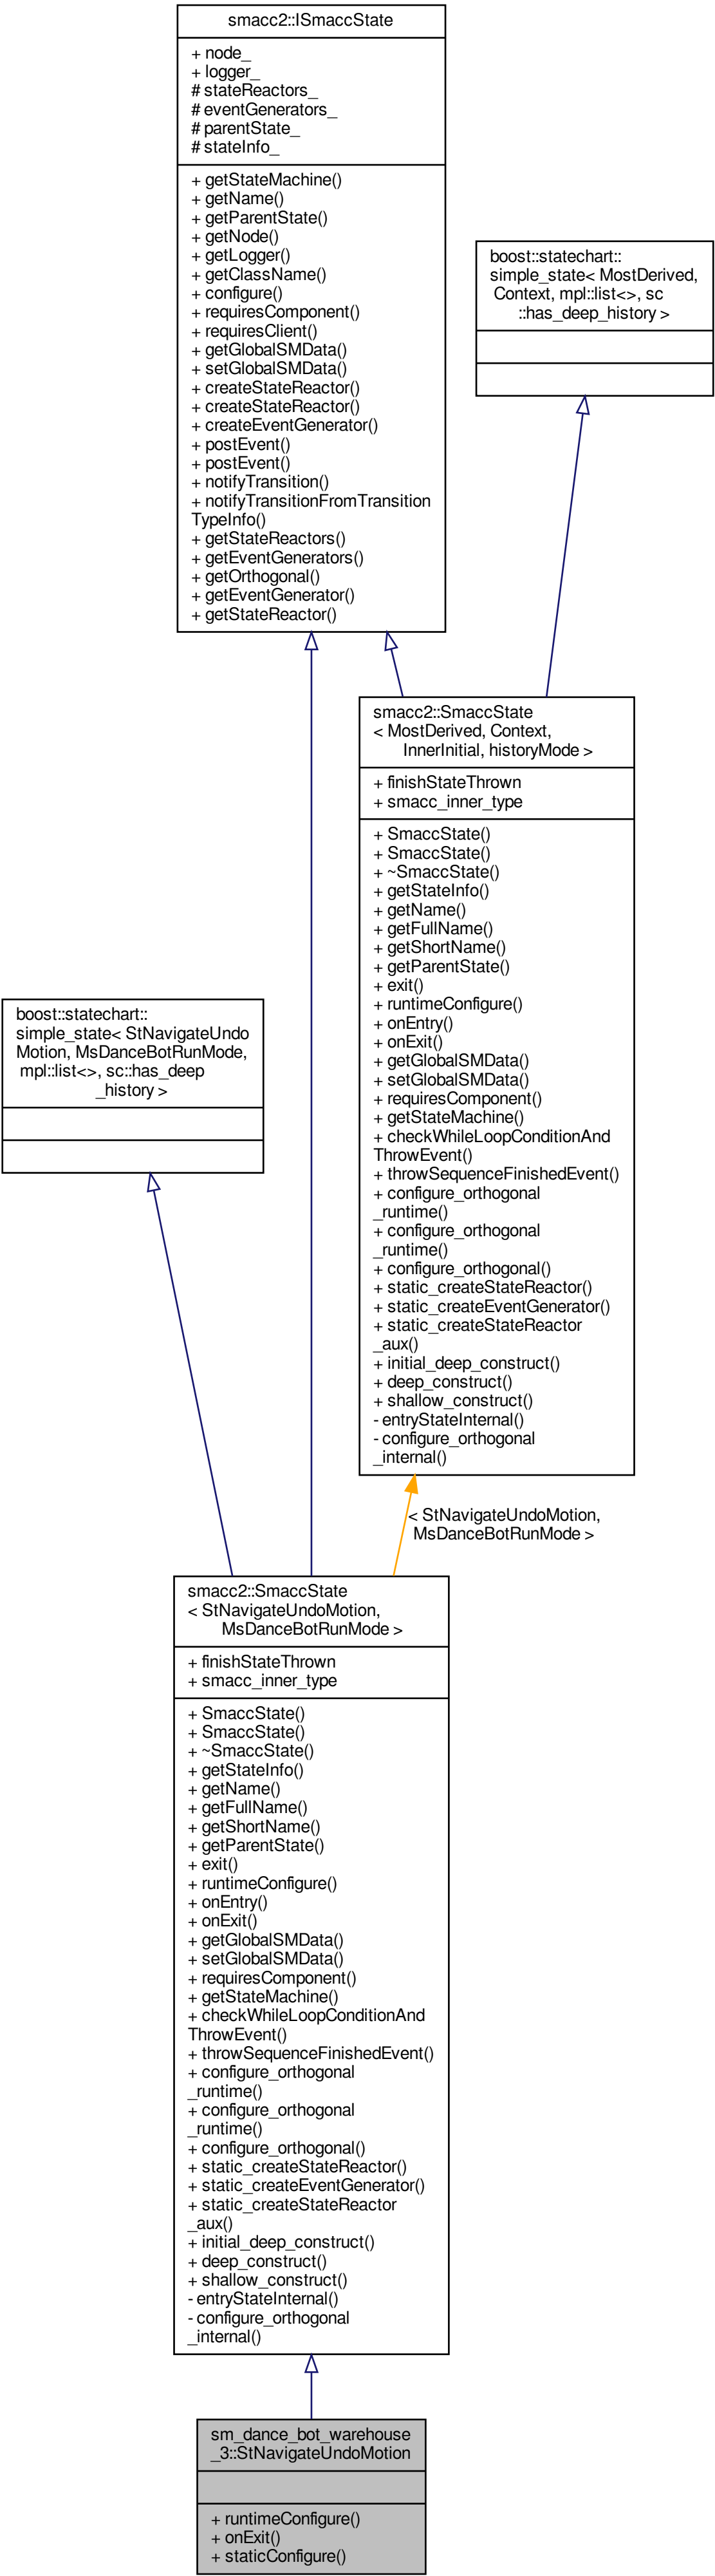 smacc2::ISmaccState
+ node_
+ logger_
# stateReactors_
# eventGenerators_
# parentState_
# stateInfo_
+ getStateMachine()
+ getName()
+ getParentState()
+ getNode()
+ getLogger()
+ getClassName()
+ configure()
+ requiresComponent()
+ requiresClient()
+ getGlobalSMData()
+ setGlobalSMData()
+ createStateReactor()
+ createStateReactor()
+ createEventGenerator()
+ postEvent()
+ postEvent()
+ notifyTransition()
+ notifyTransitionFromTransition
TypeInfo()
+ getStateReactors()
+ getEventGenerators()
+ getOrthogonal()
+ getEventGenerator()
+ getStateReactor()
boost::statechart::
simple_state< MostDerived,
Context, mpl::list<>, sc
::has_deep_history >
smacc2::SmaccState
< MostDerived, Context,
InnerInitial, historyMode >
+ finishStateThrown
+ smacc_inner_type
+ SmaccState()
+ SmaccState()
+ ~SmaccState()
+ getStateInfo()
+ getName()
+ getFullName()
+ getShortName()
+ getParentState()
+ exit()
+ runtimeConfigure()
+ onEntry()
+ onExit()
+ getGlobalSMData()
+ setGlobalSMData()
+ requiresComponent()
+ getStateMachine()
+ checkWhileLoopConditionAnd
ThrowEvent()
+ throwSequenceFinishedEvent()
+ configure_orthogonal
_runtime()
+ configure_orthogonal
_runtime()
+ configure_orthogonal()
+ static_createStateReactor()
+ static_createEventGenerator()
+ static_createStateReactor
_aux()
+ initial_deep_construct()
+ deep_construct()
+ shallow_construct()
- entryStateInternal()
- configure_orthogonal
_internal()
boost::statechart::
simple_state< StNavigateUndo
Motion, MsDanceBotRunMode,
mpl::list<>, sc::has_deep
_history >
< StNavigateUndoMotion,
MsDanceBotRunMode >
smacc2::SmaccState
< StNavigateUndoMotion,
MsDanceBotRunMode >
+ finishStateThrown
+ smacc_inner_type
+ SmaccState()
+ SmaccState()
+ ~SmaccState()
+ getStateInfo()
+ getName()
+ getFullName()
+ getShortName()
+ getParentState()
+ exit()
+ runtimeConfigure()
+ onEntry()
+ onExit()
+ getGlobalSMData()
+ setGlobalSMData()
+ requiresComponent()
+ getStateMachine()
+ checkWhileLoopConditionAnd
ThrowEvent()
+ throwSequenceFinishedEvent()
+ configure_orthogonal
_runtime()
+ configure_orthogonal
_runtime()
+ configure_orthogonal()
+ static_createStateReactor()
+ static_createEventGenerator()
+ static_createStateReactor
_aux()
+ initial_deep_construct()
+ deep_construct()
+ shallow_construct()
- entryStateInternal()
- configure_orthogonal
_internal()
sm_dance_bot_warehouse
_3::StNavigateUndoMotion
+ runtimeConfigure()
+ onExit()
+ staticConfigure()